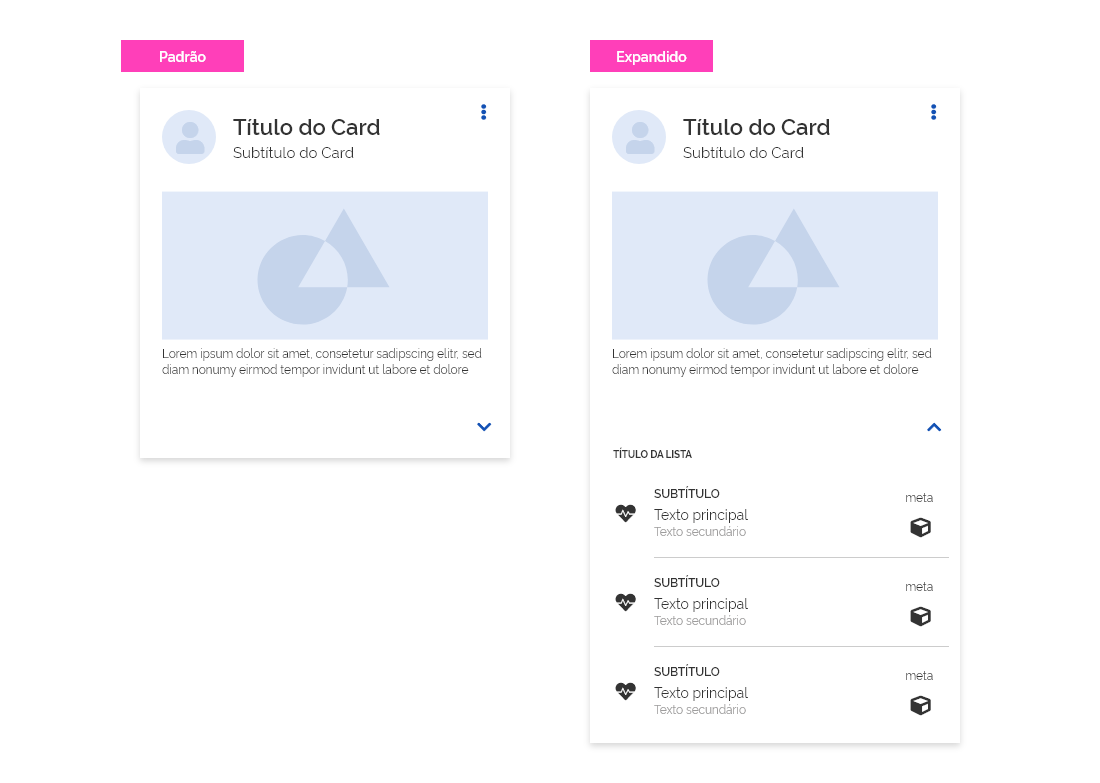 Padrão
Título do Card
Subtítulo do Card
Lorem ipsum dolor sit amet, consetetur sadipscing elitr, sed
diam nonumy eirmod tempor invidunt ut labore et dolore
Expandido
Título do Card
Subtítulo do Card
Lorem ipsum dolor sit amet, consetetur sadipscing elitr, sed
diam nonumy eirmod tempor invidunt ut labore et dolore
TÍTULO DA LISTA
SUBTÍTULO
meta
Texto principal
Texto secundário
SUBTÍTULO
meta
Texto principal
Texto secundário
SUBTÍTULO
meta
Texto principal
Texto secundário